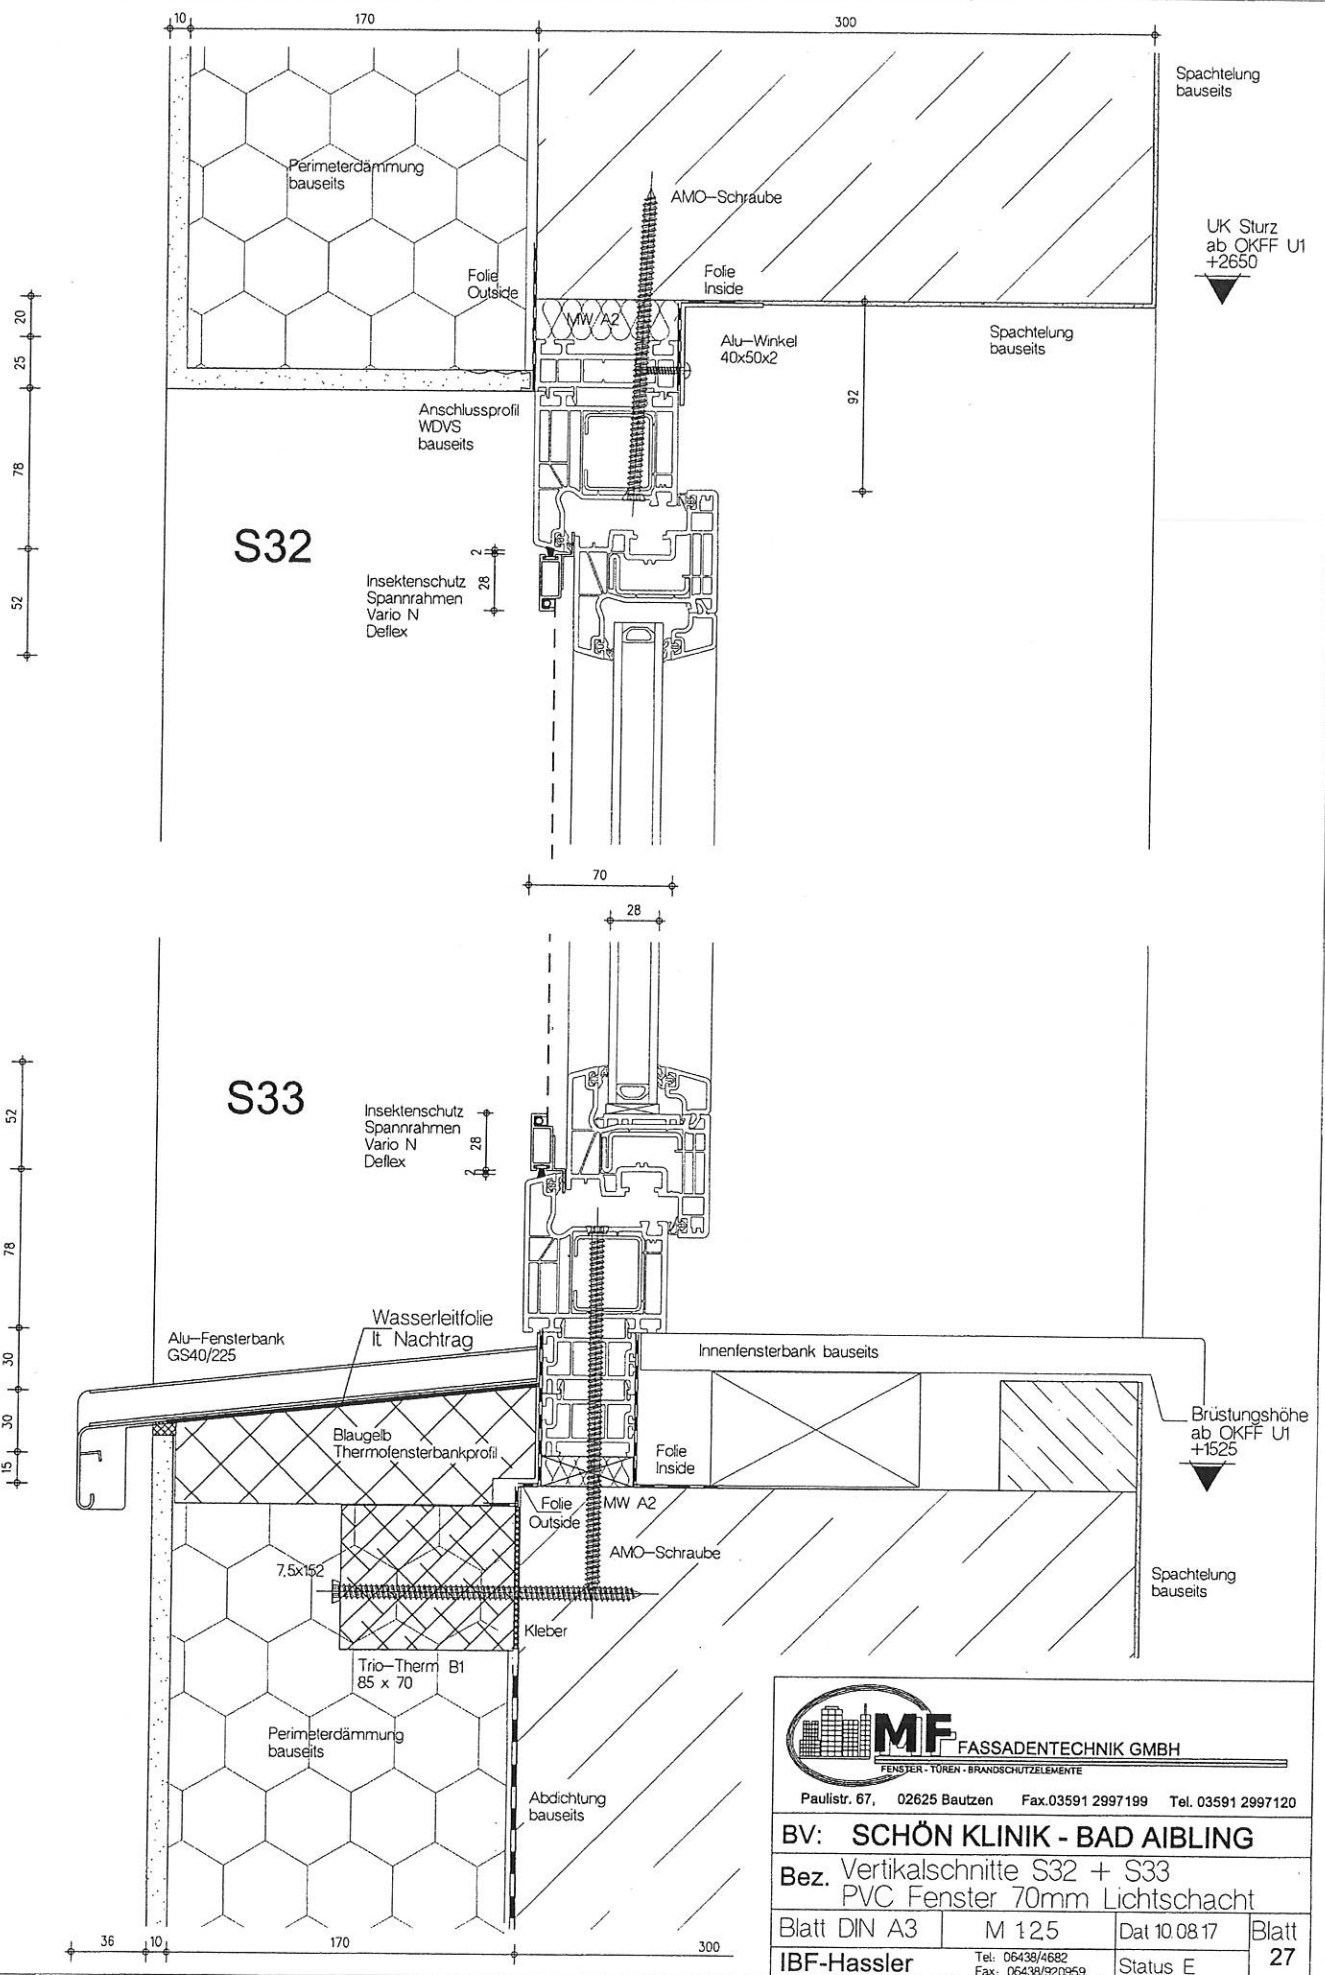 10
170
300
Spachtelung
bauseits
Perimeterdämmung
bauseits
AMO-Schraube
UK Sturz
ab OKFF U1
+2650
Folie
Outside
Folie
Inside
20
MW A2
Alu-Winkel
40x50x2
Spachtelung
bauseits
25
92
Anschlussprofil
WDVS
bauseits
78
S32
2
28
Insektenschutz
Spannrahmen
Vario N
Deflex
52
70
28
S33
52
Insektenschutz
Spannrahmen
Vario N
Deflex
28
2
78
Wasserleitfolie
lt Nachtrag
Alu-Fensterbank
GS40/225
30
Innenfensterbank bauseits
30
Blaugelb
Thermofensterbankprofil
Brüstungshöhe
ab OKFF U1
+1525
Folie
Inside
15
Folie
Outside
MW A2
AMO-Schraube
7,5x152
Spachtelung
bauseits
Kleber
Trio-Therm B1
85 x 70
Perimeterdämmung
bauseits
Abdichtung
bauseits
36
10
170
300
MF FASSADENTECHNIK GMBH
FENSTER - TÜREN - BRANDSCHUTZELEMENTE
Paulistr. 67, 02625 Bautzen Fax.03591 2997199 Tel. 03591 2997120
BV: SCHÖN KLINIK - BAD AIBLING
Bez. Vertikalschnitte S32 + S33
PVC Fenster 70mm Lichtschacht
Blatt DIN A3 M 1:2.5 Dat 10.08.17 Blatt
27
IBF-Hassler Tel: 06438/4682 Status E
Fax: 06438/920959